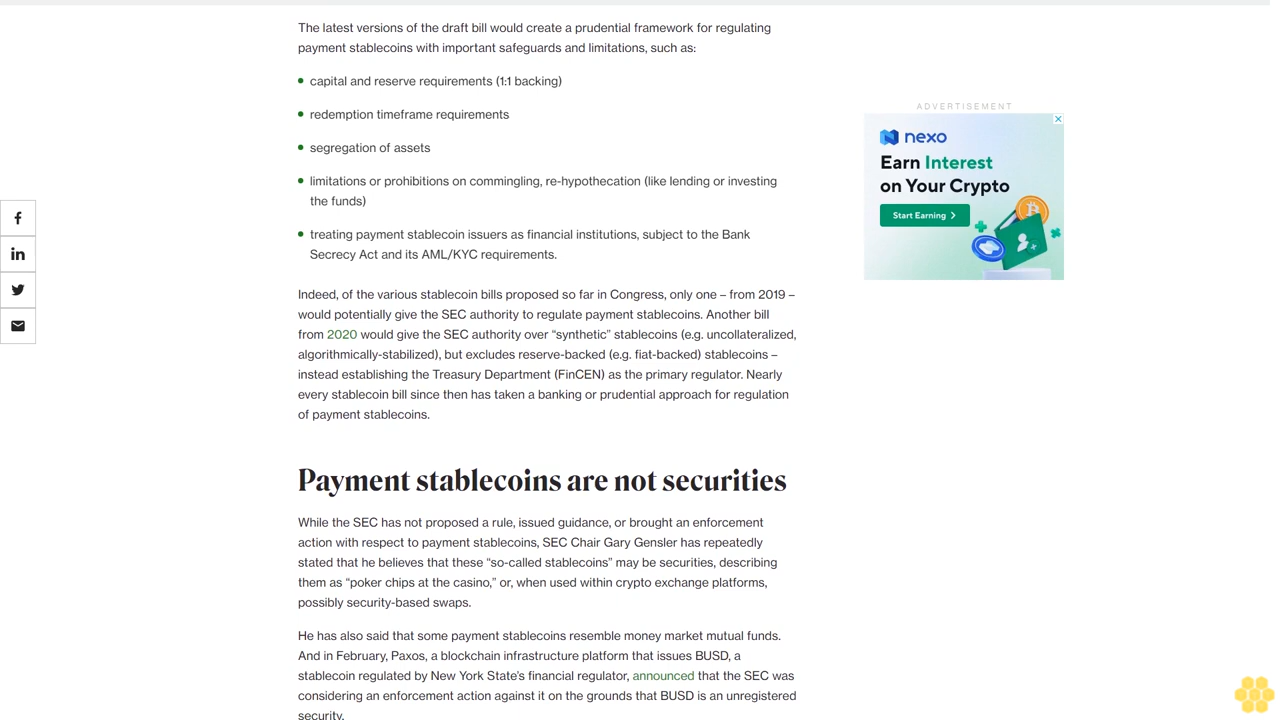 The latest versions of the draft bill would create a prudential framework for regulating
payment stablecoins with important safeguards and limitations, such as:
capital and reserve requirements (1:1 backing)
redemption timeframe requirements
segregation of assets
limitations or prohibitions on commingling, re-hypothecation (like lending or investing
the funds)
treating payment stablecoin issuers as financial institutions, subject to the Bank
Secrecy Act and its AML/KYC requirements.
Indeed, of the various stablecoin bills proposed so far in Congress, only one – from 2019 –
would potentially give the SEC authority to regulate payment stablecoins. Another bill
from 2020 would give the SEC authority over “synthetic” stablecoins (e.g. uncollateralized,
algorithmically-stabilized), but excludes reserve-backed (e.g. fiat-backed) stablecoins –
instead establishing the Treasury Department (FinCEN) as the primary regulator. Nearly
every stablecoin bill since then has taken a banking or prudential approach for regulation
of payment stablecoins.
Payment stablecoins are not securities
While the SEC has not proposed a rule, issued guidance, or brought an enforcement
action with respect to payment stablecoins, SEC Chair Gary Gensler has repeatedly
stated that he believes that these “so-called stablecoins” may be securities, describing
them as “poker chips at the casino,” or, when used within crypto exchange platforms,
possibly security-based swaps.
He has also said that some payment stablecoins resemble money market mutual funds.
And in February, Paxos, a blockchain infrastructure platform that issues BUSD, a
stablecoin regulated by New York State’s financial regulator, announced that the SEC was
considering an enforcement action against it on the grounds that BUSD is an unregistered
security.
ADVERTISEMENT
nexo
Earn Interest
on Your Crypto
Start Earning